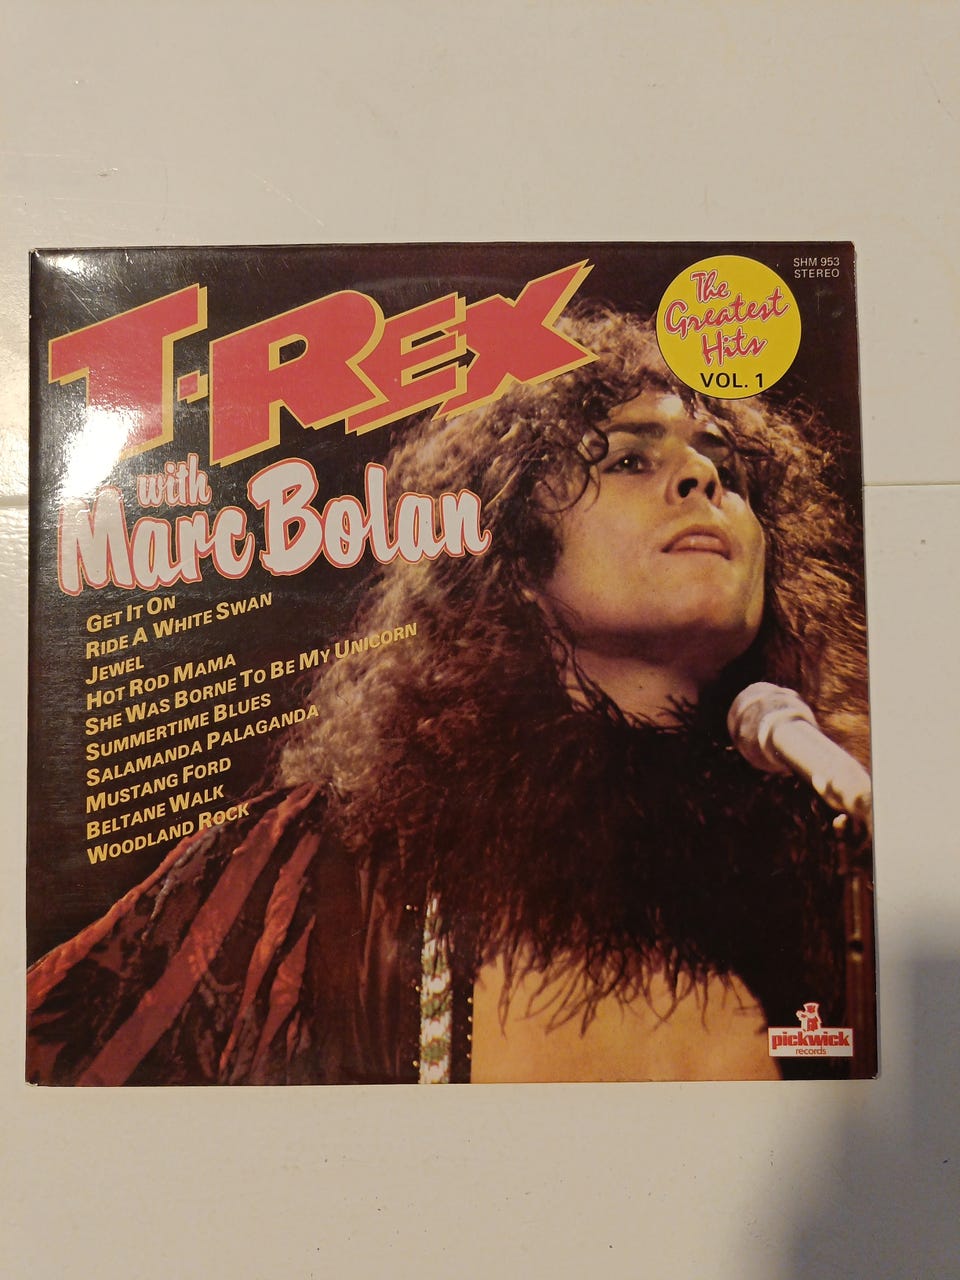 SHM 953
STEREO
T·REX
The
Greatest
Hits
VOL. 1
with
Marc Bolan
GET IT ON
RIDE A WHITE SWAN
JEWEL
HOT ROD MAMA
SHE WAS BORNE TO BE MY UNICORN
SUMMERTIME BLUES
SALAMANDA PALAGANDA
MUSTANG FORD
BELTANE WALK
WOODLAND ROCK
pickwick
records